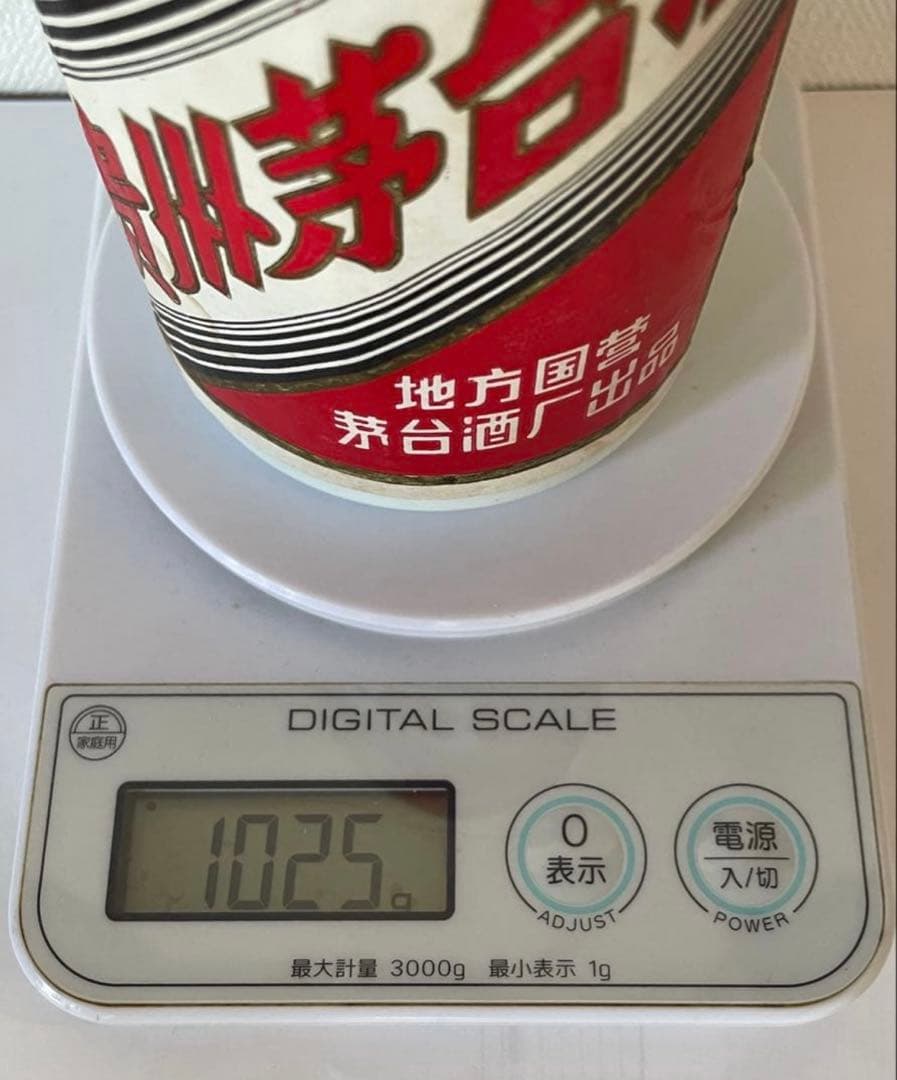 贵州茅台
地方国营
茅台酒厂出品
DIGITAL SCALE
正
家庭用
1025g
0
表示
ADJUST
電源
入/切
POWER
最大計量 3000g 最小表示 1g